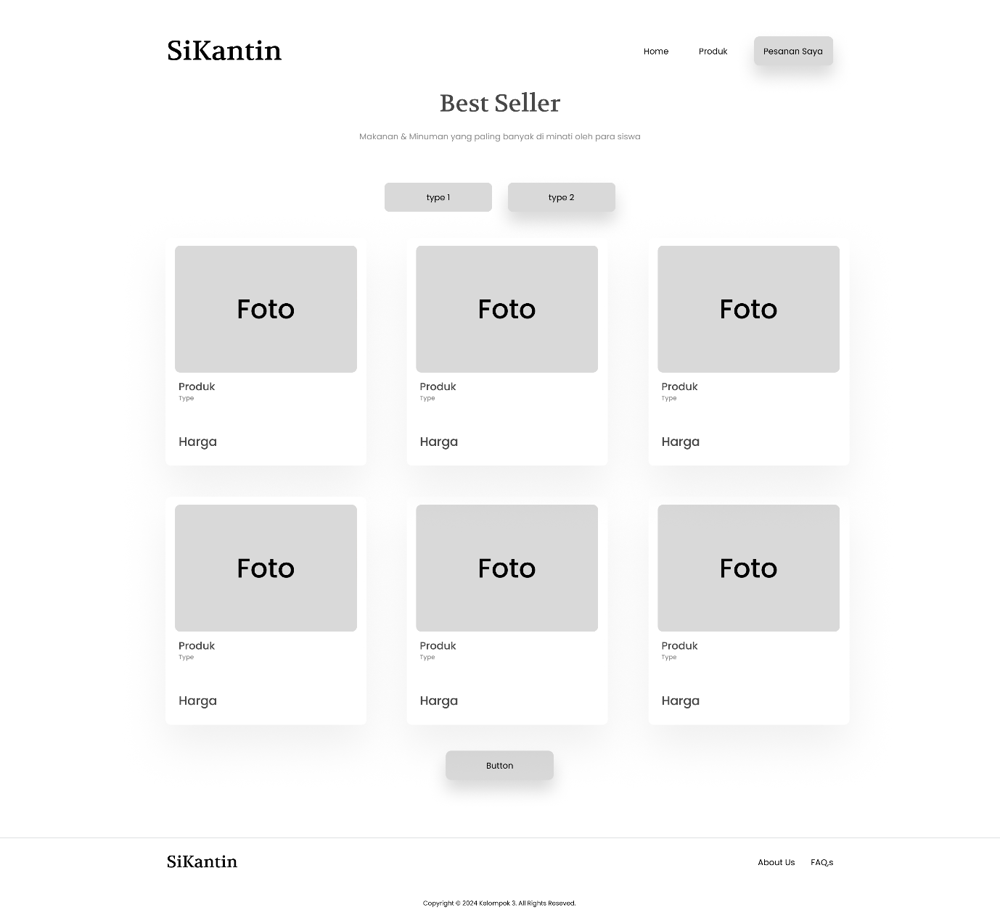 SiKantin
Home
Produk
Pesanan Saya
Best Seller
Makanan & Minuman yang paling banyak di minati oleh para siswa
type 1
type 2
Foto
Foto
Foto
Produk
Type
Harga
Produk
Type
Harga
Produk
Type
Harga
Foto
Foto
Foto
Produk
Type
Harga
Produk
Type
Harga
Produk
Type
Harga
Button
SiKantin
About Us
FAQ,s
Copyright © 2024 Kelompok 3. All Rights Reseved.